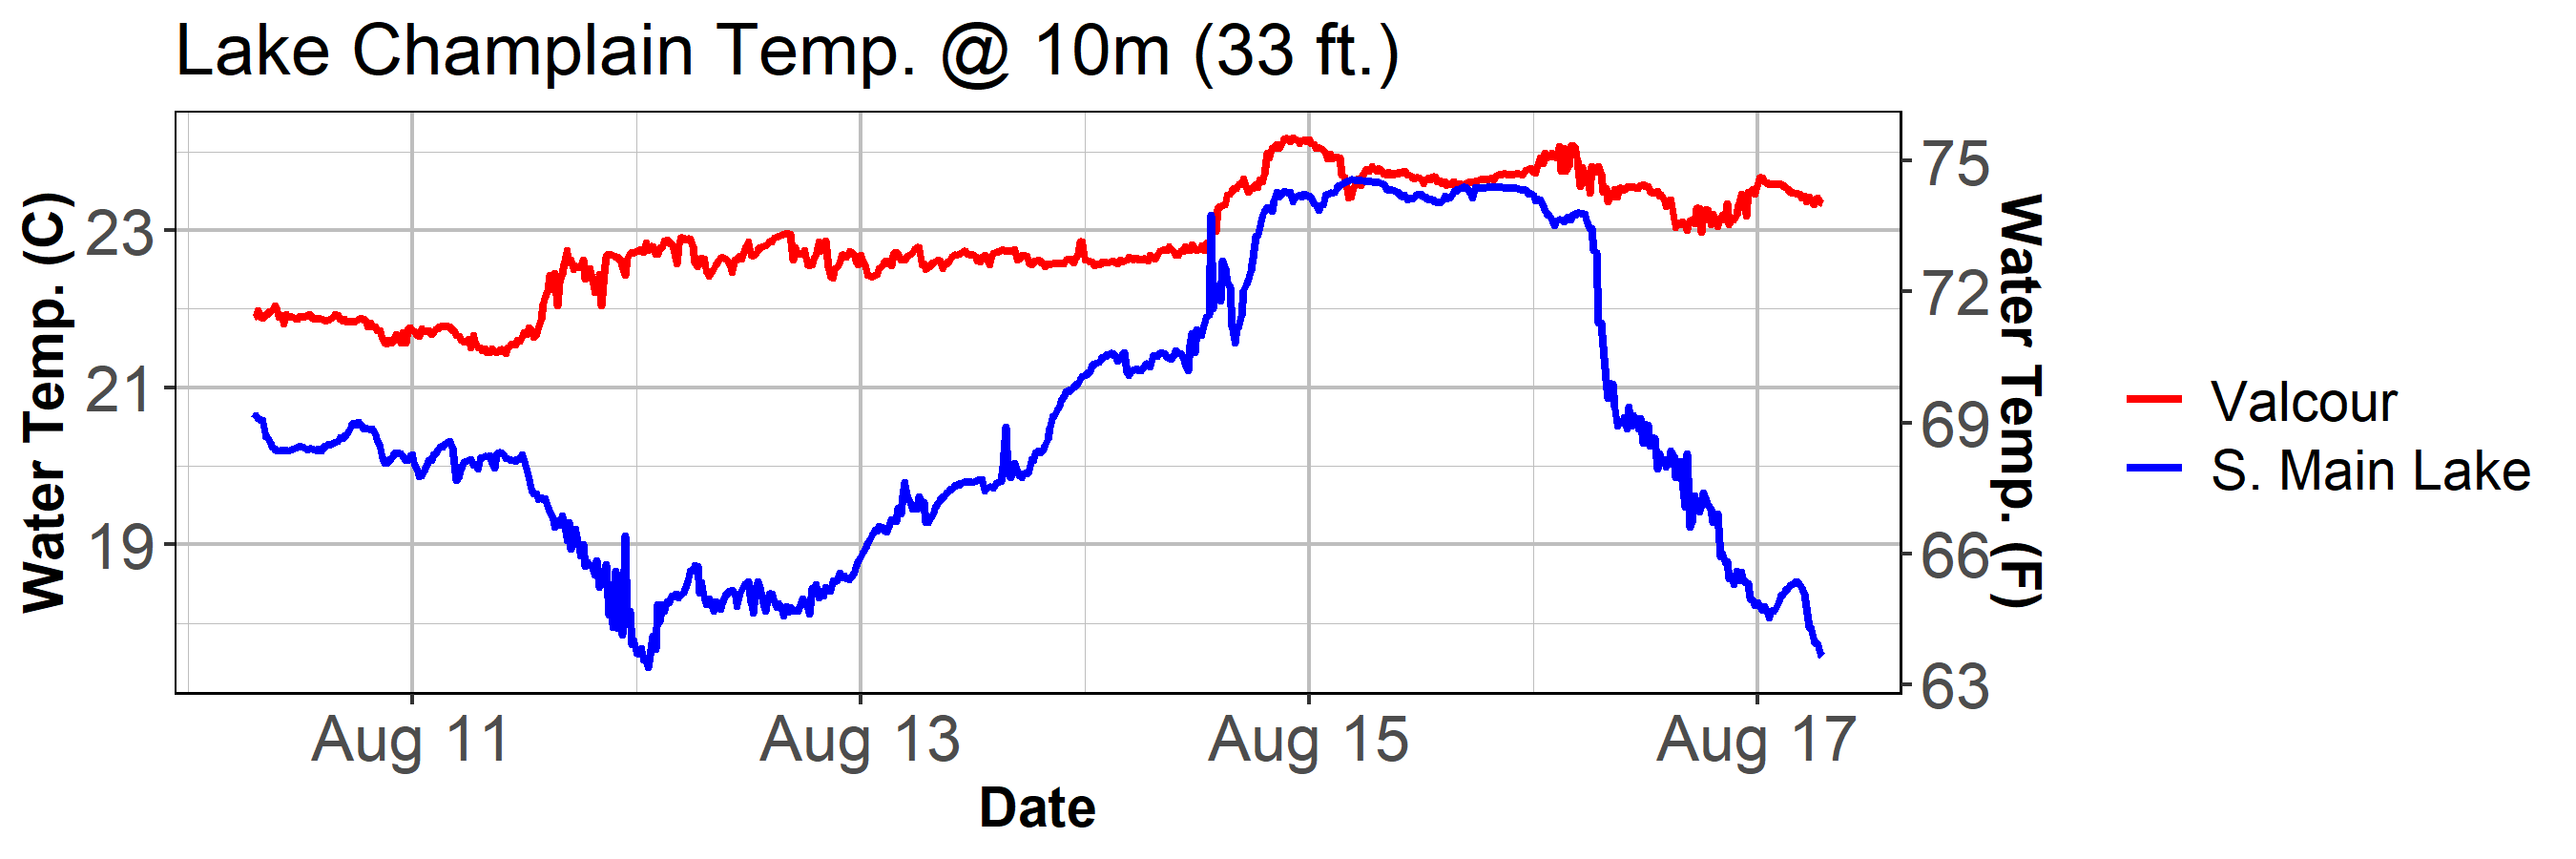 Lake Champlain Temp. @ 10m (33 ft.)
Water Temp. (C)
23
21
19
75
72
69
66
63
Water Temp. (F)
Aug 11
Aug 13
Aug 15
Aug 17
Date
Valcour
S. Main Lake